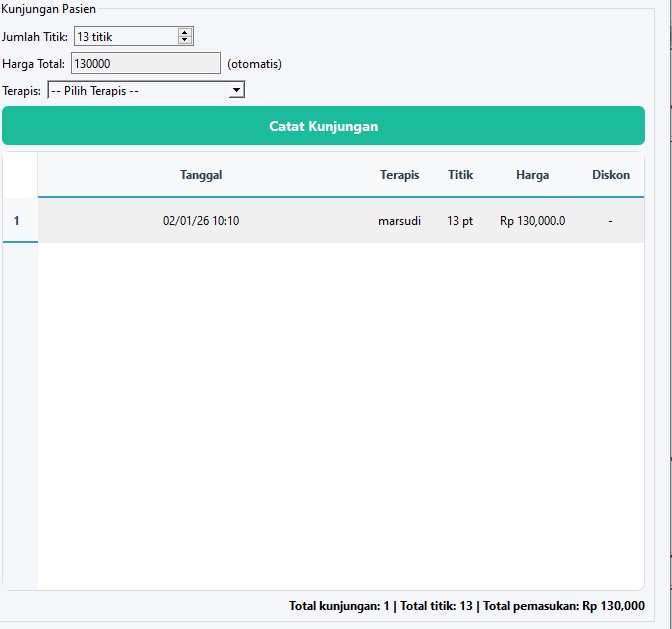 Kunjungan Pasien
Jumlah Titik: 13 titik
Harga Total: 130000 (otomatis)
Terapis: -- Pilih Terapis --
Catat Kunjungan
Tanggal Terapis Titik Harga Diskon
1 02/01/26 10:10 marsudi 13 pt Rp 130,000.0 -
Total kunjungan: 1 | Total titik: 13 | Total pemasukan: Rp 130,000